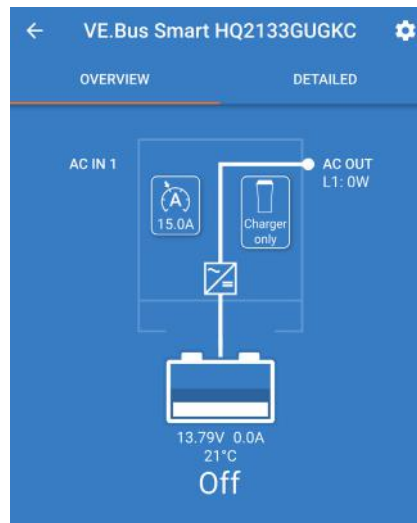 VE.Bus Smart HQ2133GUGKC
OVERVIEW
DETAILED
AC IN 1
AC OUT
L1: 0W
A
15.0A
Charger
only
13.79V 0.0A
21°C
Off